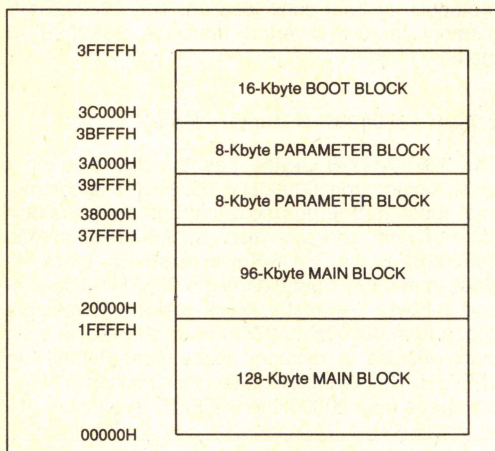 3FFFFH
16-Kbyte BOOT BLOCK
3C000H
3BFFFH
8-Kbyte PARAMETER BLOCK
3A000H
39FFFH
8-Kbyte PARAMETER BLOCK
38000H
37FFFH
96-Kbyte MAIN BLOCK
20000H
1FFFFH
128-Kbyte MAIN BLOCK
00000H